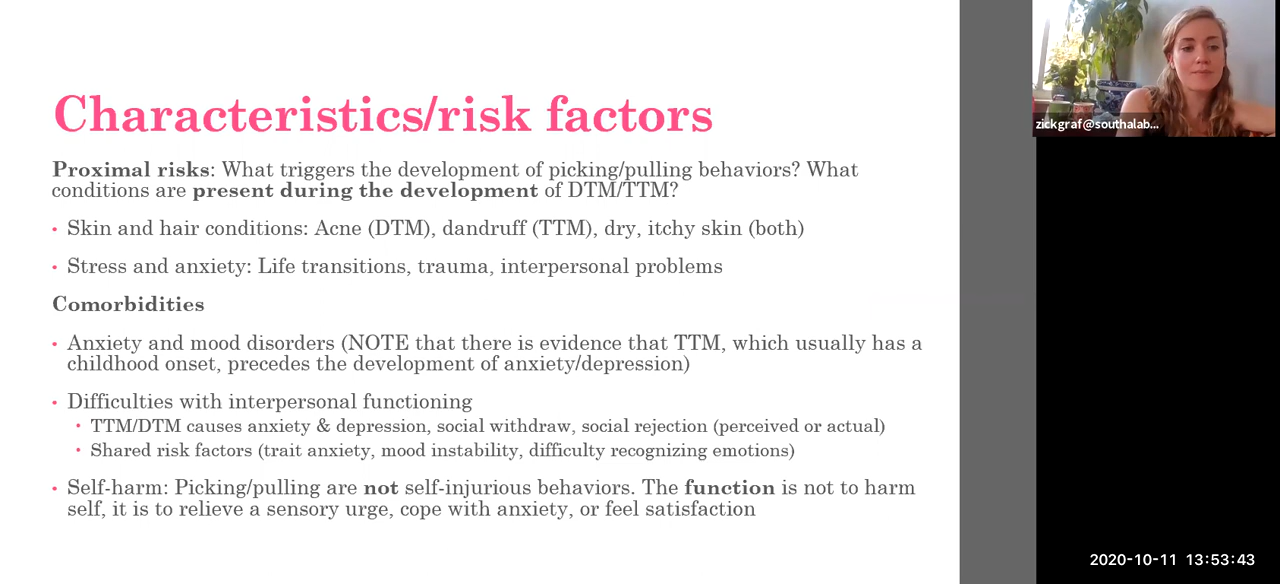 Characteristics/risk factors
Proximal risks: What triggers the development of picking/pulling behaviors? What
conditions are present during the development of DTM/TTM?
• Skin and hair conditions: Acne (DTM), dandruff (TTM), dry, itchy skin (both)
• Stress and anxiety: Life transitions, trauma, interpersonal problems
Comorbidities
• Anxiety and mood disorders (NOTE that there is evidence that TTM, which usually has a
childhood onset, precedes the development of anxiety/depression)
• Difficulties with interpersonal functioning
• TTM/DTM causes anxiety & depression, social withdraw, social rejection (perceived or actual)
• Shared risk factors (trait anxiety, mood instability, difficulty recognizing emotions)
• Self-harm: Picking/pulling are not self-injurious behaviors. The function is not to harm
self, it is to relieve a sensory urge, cope with anxiety, or feel satisfaction
zickgraf@southalab...
2020-10-11 13:53:43